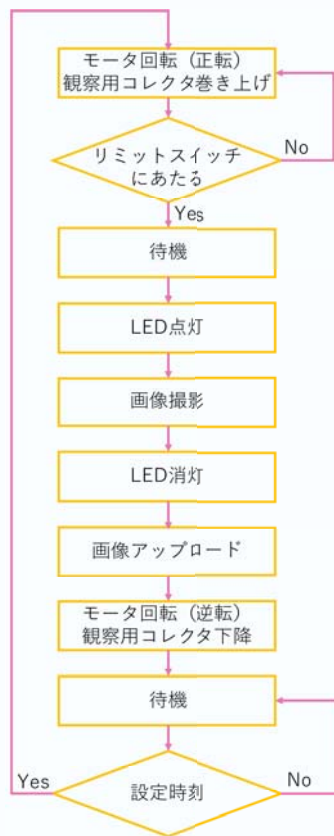 モータ回転（正転）
観察用コレクタ巻き上げ
リミットスイッチ
にあたる
No
Yes
待機
LED点灯
画像撮影
LED消灯
画像アップロード
モータ回転（逆転）
観察用コレクタ下降
待機
Yes
設定時刻
No